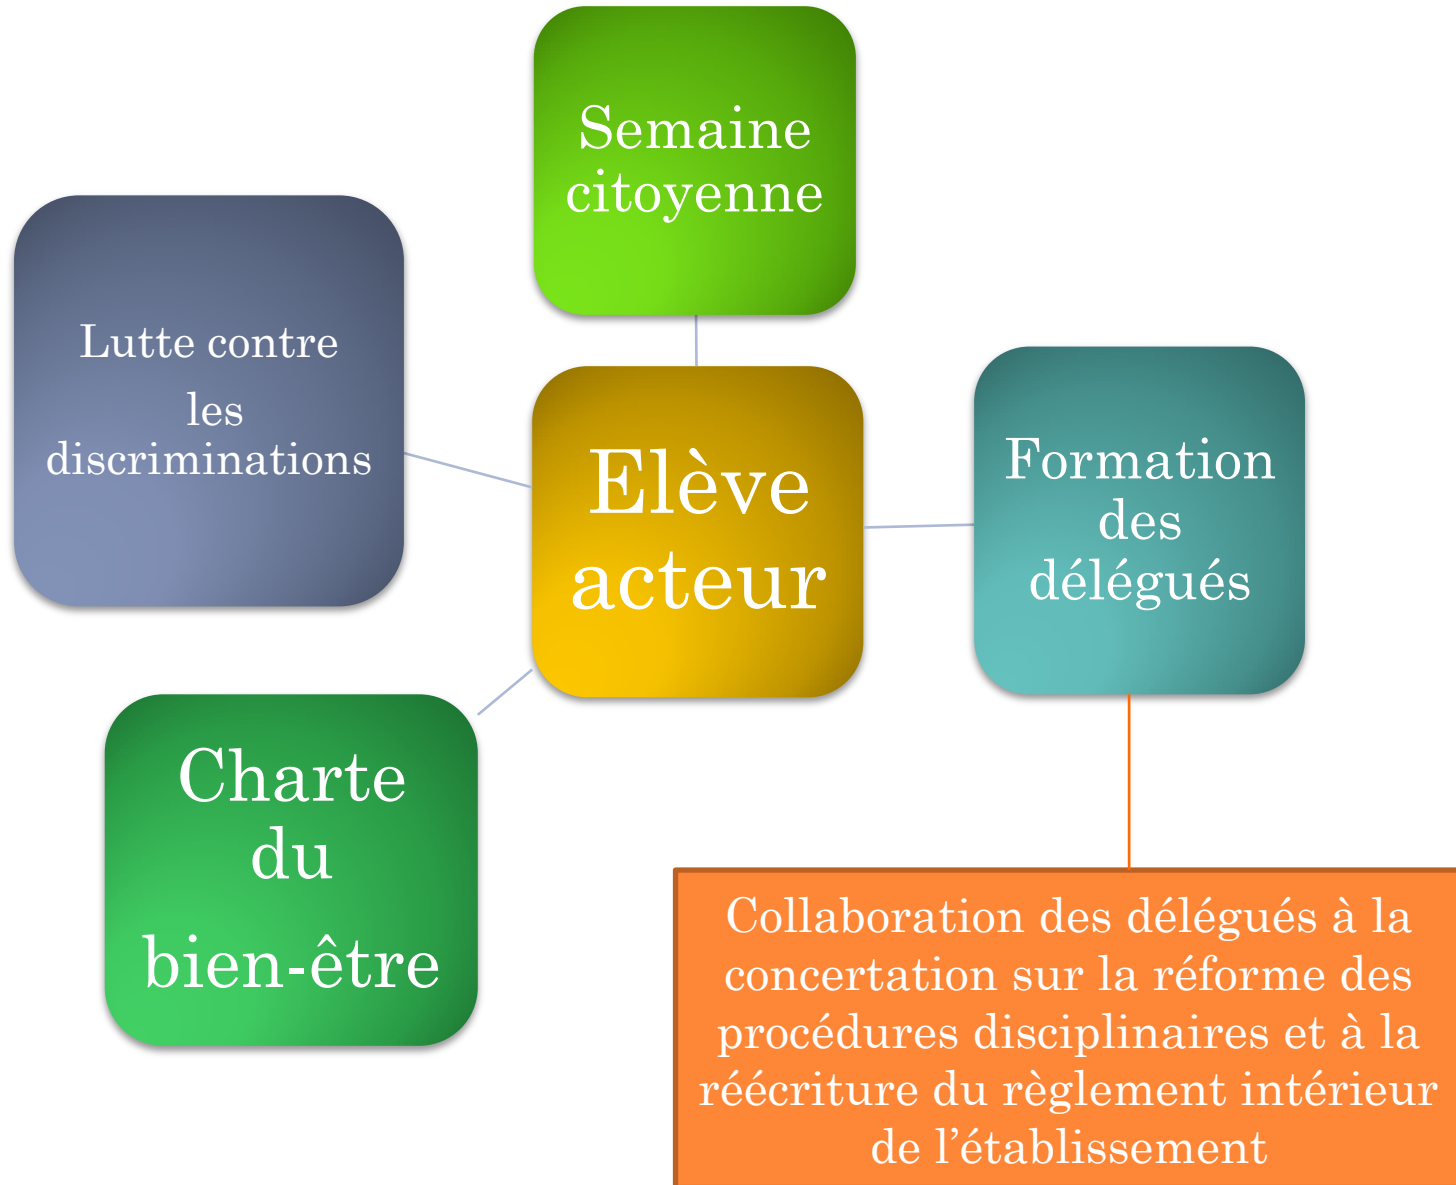 Semaine
citoyenne
Lutte contre
les
discriminations
Elève
acteur
Formation
des
délégués
Charte
du
bien-être
Collaboration des délégués à la
concertation sur la réforme des
procédures disciplinaires et à la
réécriture du règlement intérieur
de l’établissement